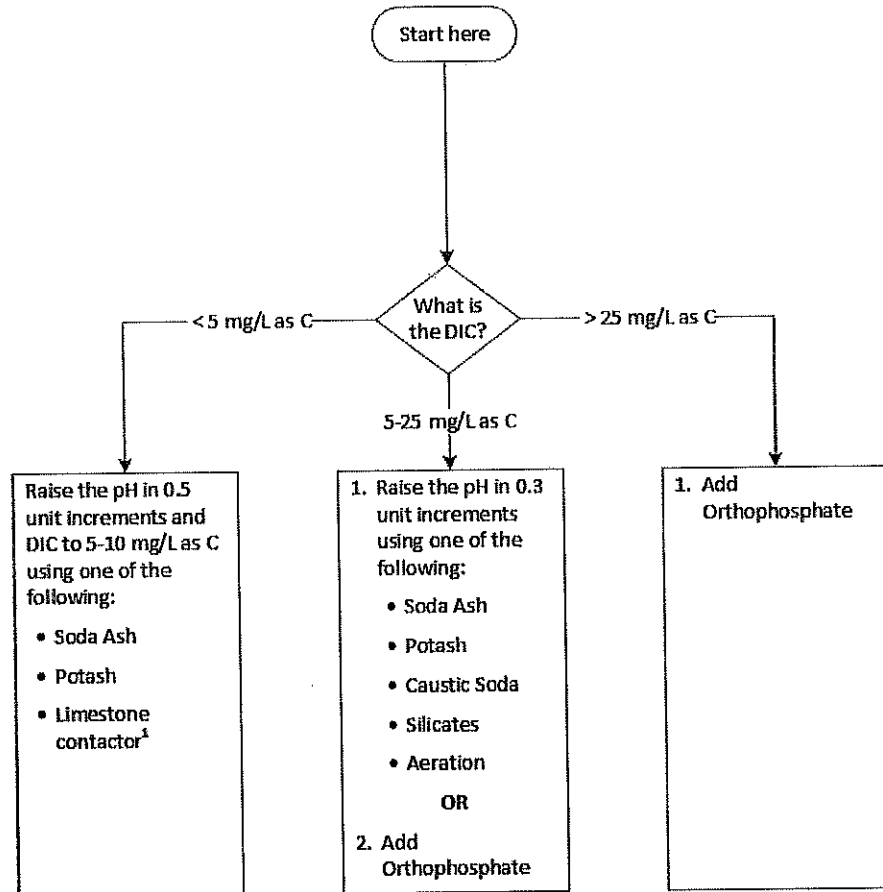 Start here
What is
the DIC?
<5 mg/L as C
>25 mg/L as C
5-25 mg/L as C
Raise the pH in 0.5
unit increments and
DIC to 5-10 mg/L as C
using one of the
following:
• Soda Ash
• Potash
• Limestone
contactor¹
1. Raise the pH in 0.3
unit increments
using one of the
following:
• Soda Ash
• Potash
• Caustic Soda
• Silicates
• Aeration
OR
2. Add
Orthophosphate
1. Add
Orthophosphate